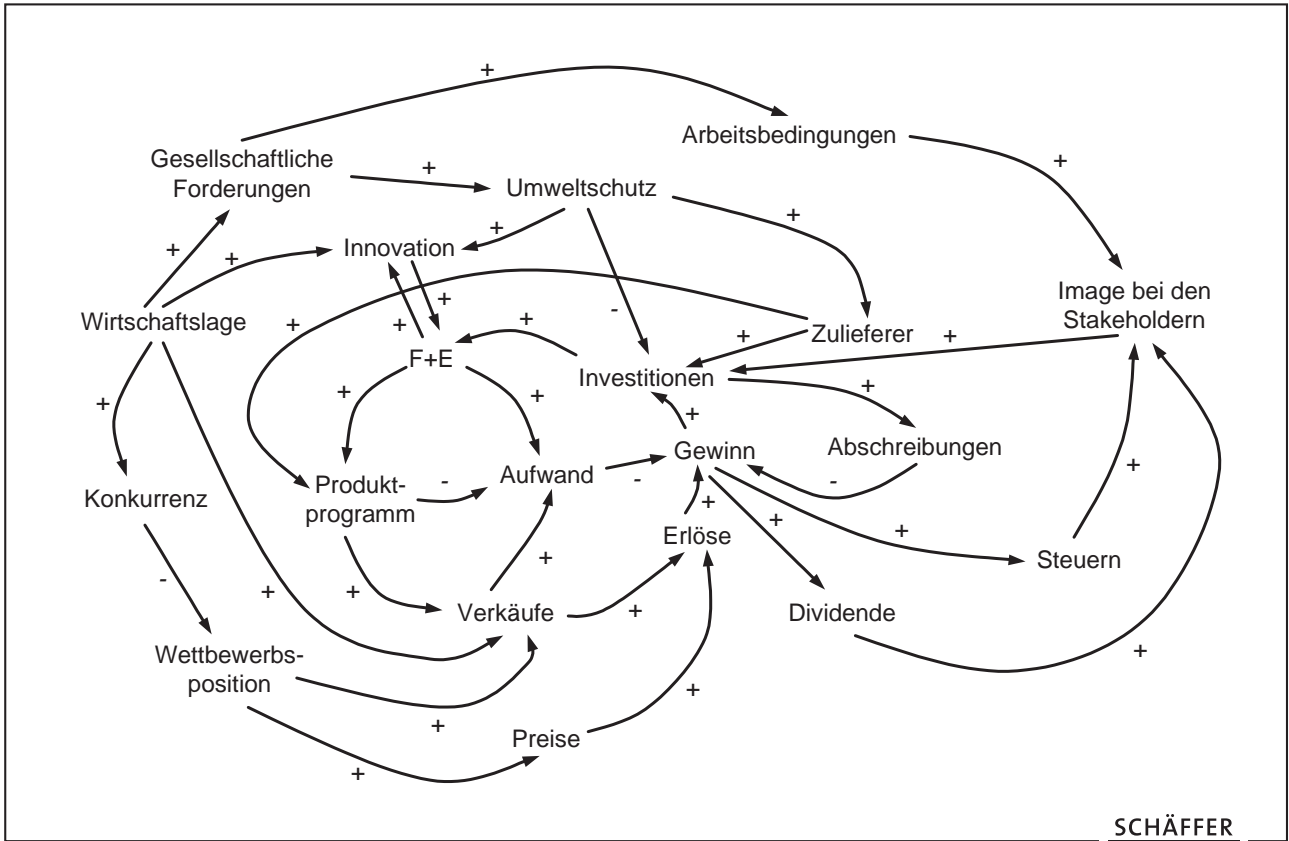 +
Arbeitsbedingungen
Gesellschaftliche
Forderungen
+
Umweltschutz
+
+
+
+
+
Innovation
+
-
Image bei den
Stakeholdern
Wirtschaftslage
+
+
+
+
+
Zulieferer
+
F+E
Investitionen
+
+
+
+
+
Gewinn
Abschreibungen
Konkurrenz
Produkt-
programm
-
Aufwand
-
-
+
+
+
+
Erlöse
+
Steuern
-
+
+
Verkäufe
+
Dividende
Wettbewerbs-
position
+
+
+
Preise
+
SCHÄFFER